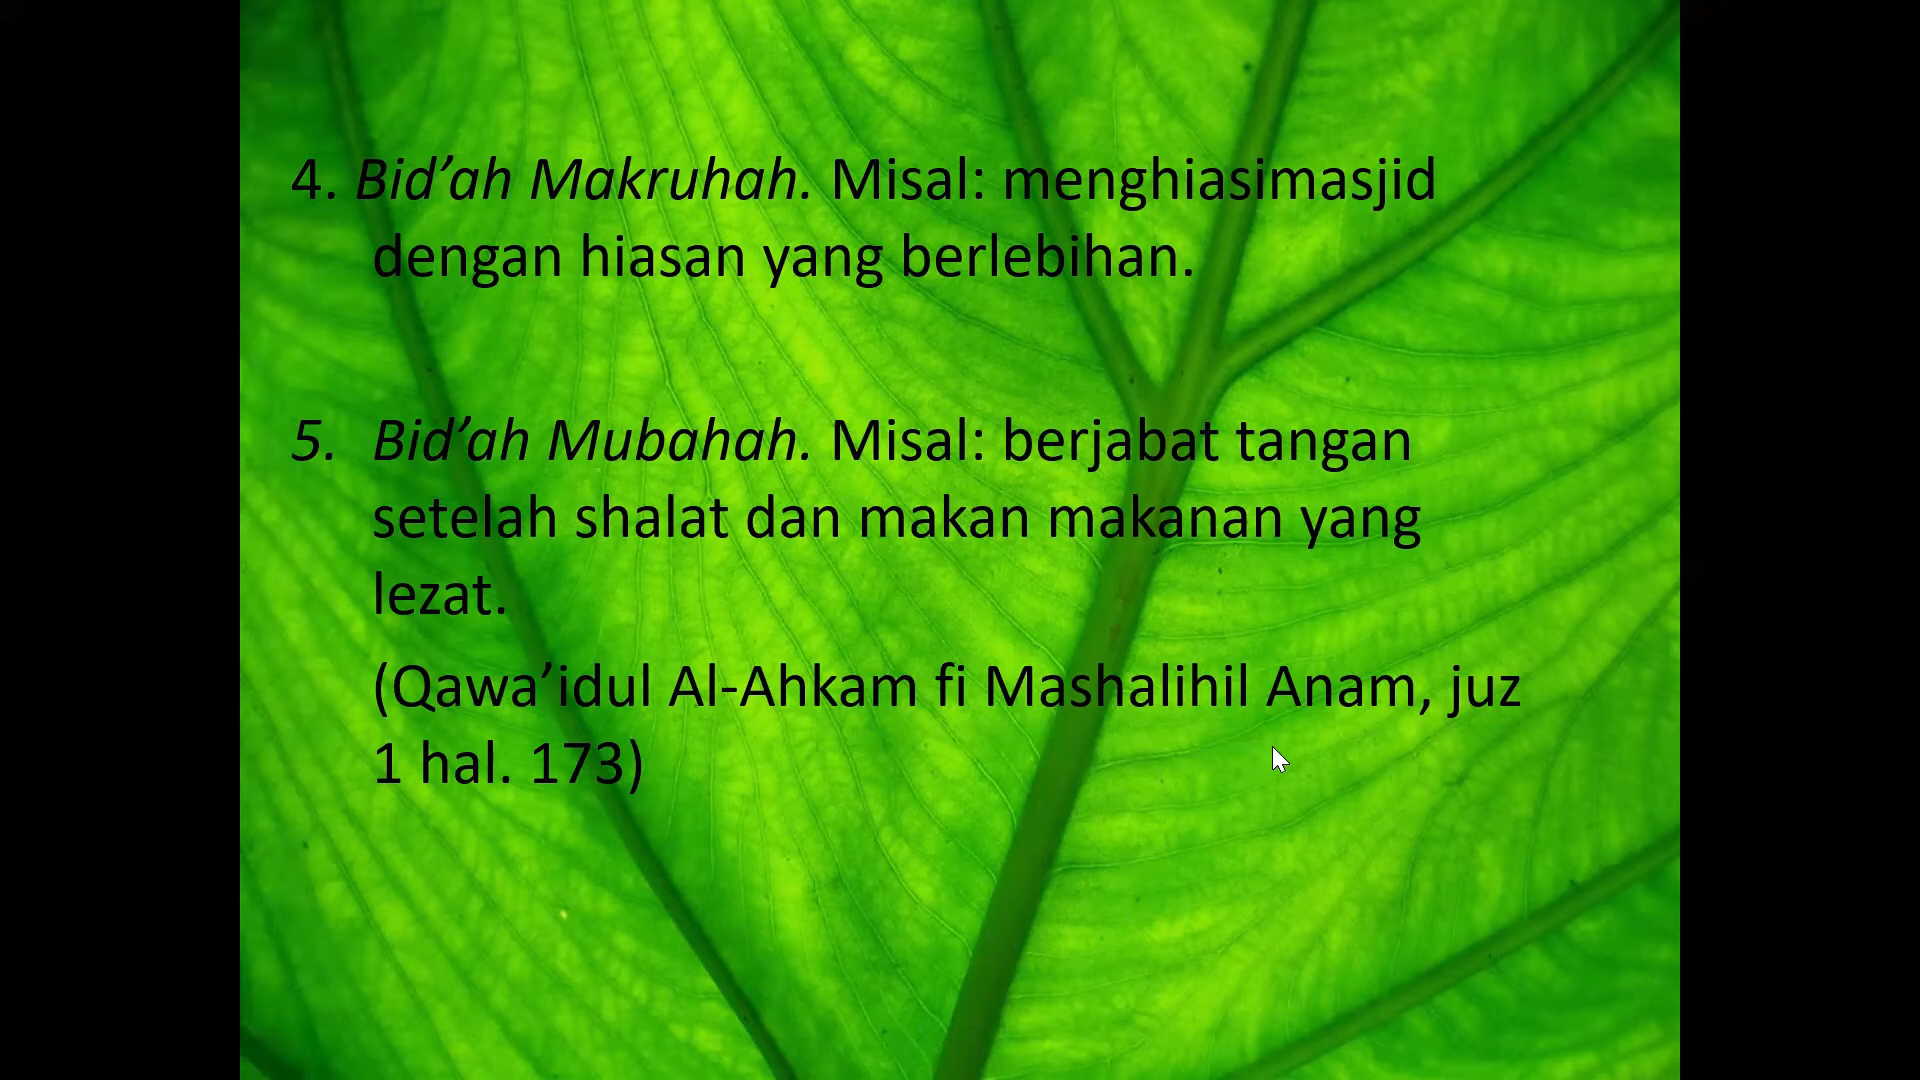 4. Bid’ah Makruhah. Misal: menghiasimasjid
dengan hiasan yang berlebihan.
5. Bid’ah Mubahah. Misal: berjabat tangan
setelah shalat dan makan makanan yang
lezat.
(Qawa’idul Al-Ahkam fi Mashalihil Anam, juz
1 hal. 173)